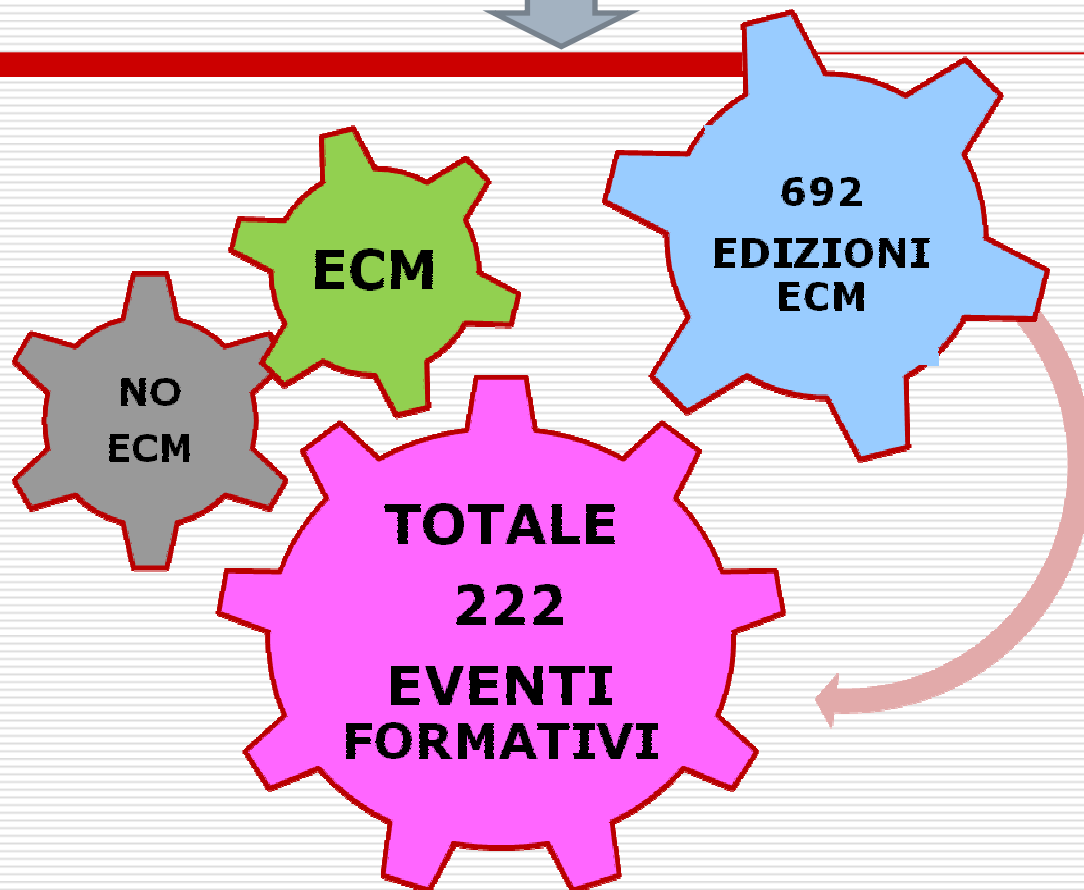 692
EDIZIONI
ECM
ECM
NO
ECM
TOTALE
222
EVENTI
FORMATIVI